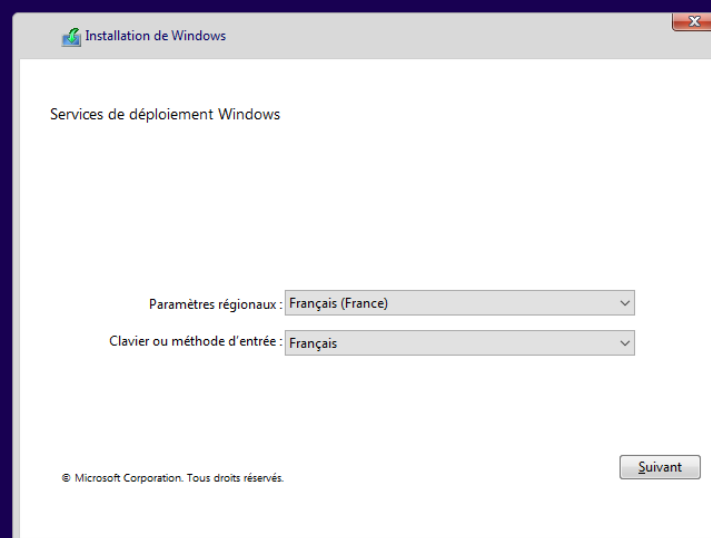 Installation de Windows
Services de déploiement Windows
Paramètres régionaux : Français (France)
Clavier ou méthode d'entrée : Français
Suivant
© Microsoft Corporation. Tous droits réservés.